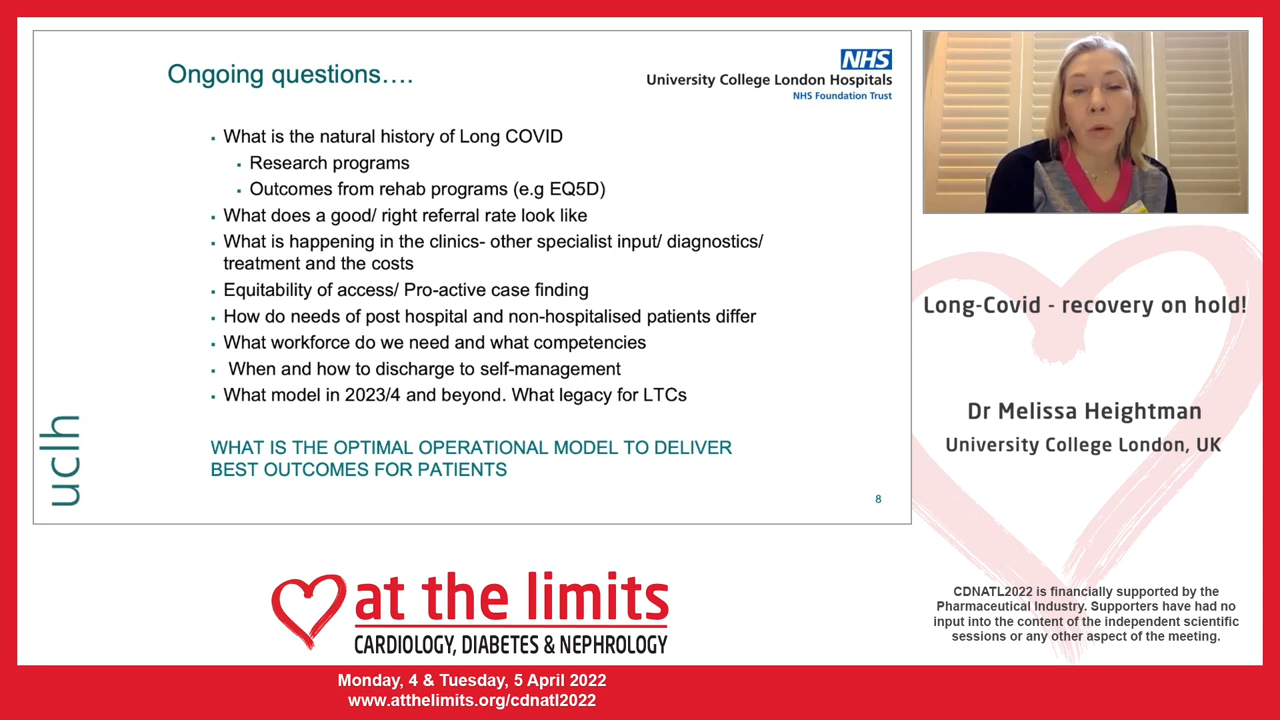 Ongoing questions….
NHS
University College London Hospitals
NHS Foundation Trust
▪ What is the natural history of Long COVID
▪ Research programs
▪ Outcomes from rehab programs (e.g EQ5D)
▪ What does a good/ right referral rate look like
▪ What is happening in the clinics- other specialist input/ diagnostics/
treatment and the costs
▪ Equitability of access/ Pro-active case finding
▪ How do needs of post hospital and non-hospitalised patients differ
▪ What workforce do we need and what competencies
▪ When and how to discharge to self-management
▪ What model in 2023/4 and beyond. What legacy for LTCs
WHAT IS THE OPTIMAL OPERATIONAL MODEL TO DELIVER
BEST OUTCOMES FOR PATIENTS
uclh
8
Long-Covid - recovery on hold!
Dr Melissa Heightman
University College London, UK
CDNATL2022 is financially supported by the
Pharmaceutical Industry. Supporters have had no
input into the content of the independent scientific
sessions or any other aspect of the meeting.
at the limits
CARDIOLOGY, DIABETES & NEPHROLOGY
Monday, 4 & Tuesday, 5 April 2022
www.atthelimits.org/cdnatl2022